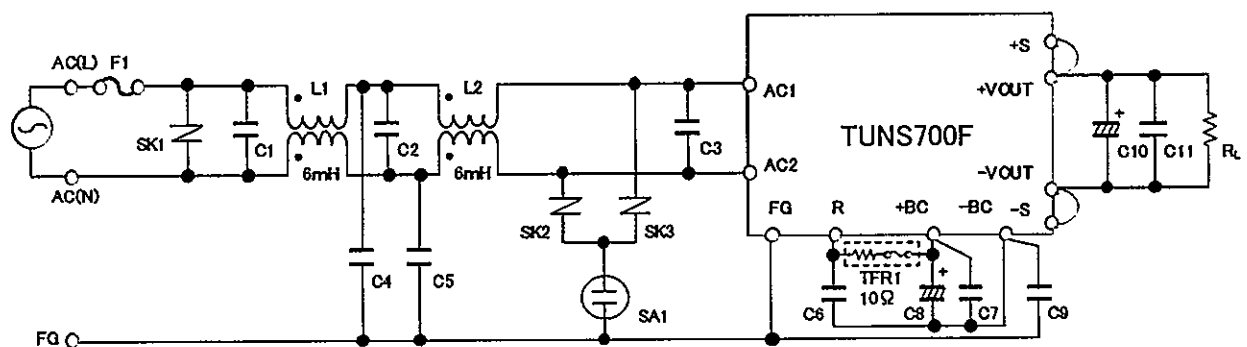 AC(L)
F1
SK1
C1
L1
6mH
C2
L2
6mH
C3
AC(N)
C4
C5
SK2
SK3
SA1
FG
AC1
AC2
TUNS700F
+S
+VOUT
-VOUT
-S
FG
R
+BC
-BC
TFR1
10Ω
C6
C8
C7
C9
C10
C11
RL